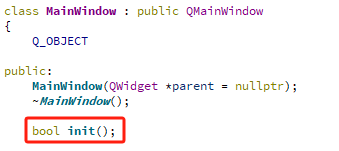 class MainWindow : public QMainWindow
{
    Q_OBJECT
public:
    MainWindow(QWidget *parent = nullptr);
    ~MainWindow();
    bool init();